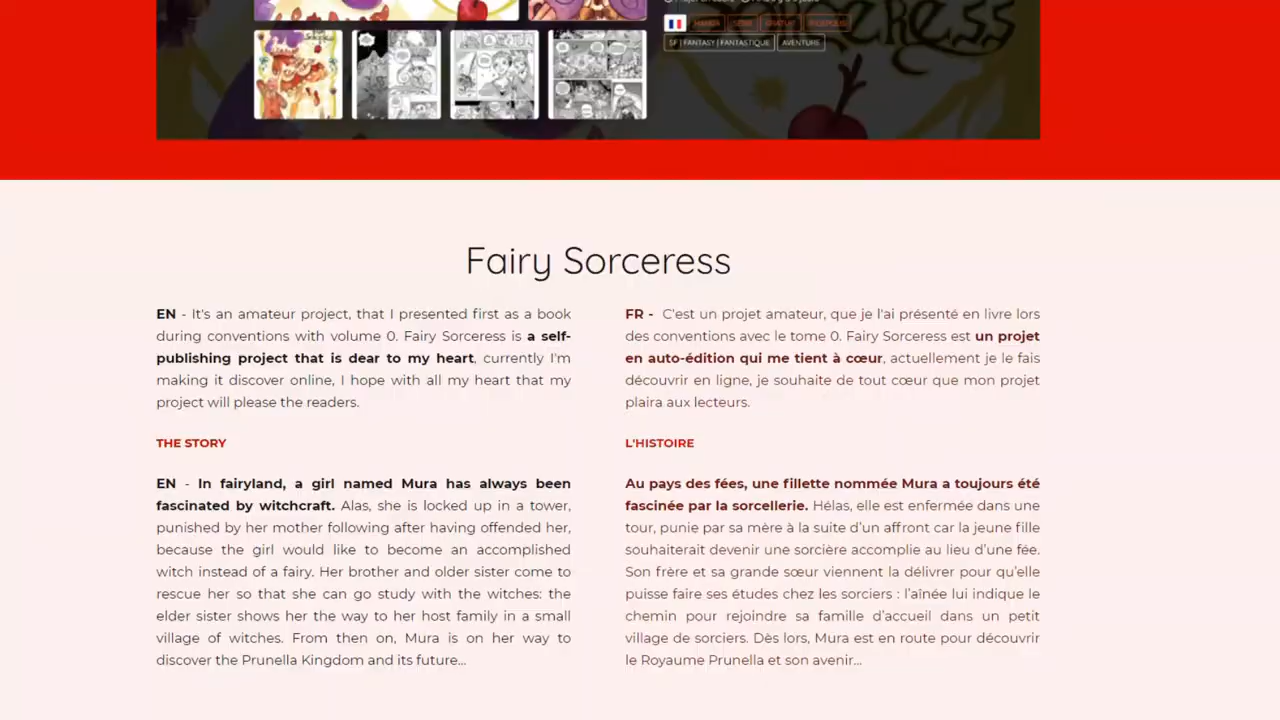 MANGA SÉRIE GRATUIT
SF | FANTASY | FANTASTIQUE AVENTURE
Fairy Sorceress
EN - It's an amateur project, that I presented first as a book
during conventions with volume 0. Fairy Sorceress is a self-
publishing project that is dear to my heart, currently I'm
making it discover online, I hope with all my heart that my
project will please the readers.
THE STORY
EN - In fairyland, a girl named Mura has always been
fascinated by witchcraft. Alas, she is locked up in a tower,
punished by her mother following after having offended her,
because the girl would like to become an accomplished
witch instead of a fairy. Her brother and older sister come to
rescue her so that she can go study with the witches: the
elder sister shows her the way to her host family in a small
village of witches. From then on, Mura is on her way to
discover the Prunella Kingdom and its future...
FR - C'est un projet amateur, que je l'ai présenté en livre lors
des conventions avec le tome 0. Fairy Sorceress est un projet
en auto-édition qui me tient à cœur, actuellement je le fais
découvrir en ligne, je souhaite de tout cœur que mon projet
plaira aux lecteurs.
L'HISTOIRE
Au pays des fées, une fillette nommée Mura a toujours été
fascinée par la sorcellerie. Hélas, elle est enfermée dans une
tour, punie par sa mère à la suite d'un affront car la jeune fille
souhaiterait devenir une sorcière accomplie au lieu d'une fée.
Son frère et sa grande sœur viennent la délivrer pour qu'elle
puisse faire ses études chez les sorciers : l'aînée lui indique le
chemin pour rejoindre sa famille d'accueil dans un petit
village de sorciers. Dès lors, Mura est en route pour découvrir
le Royaume Prunella et son avenir...